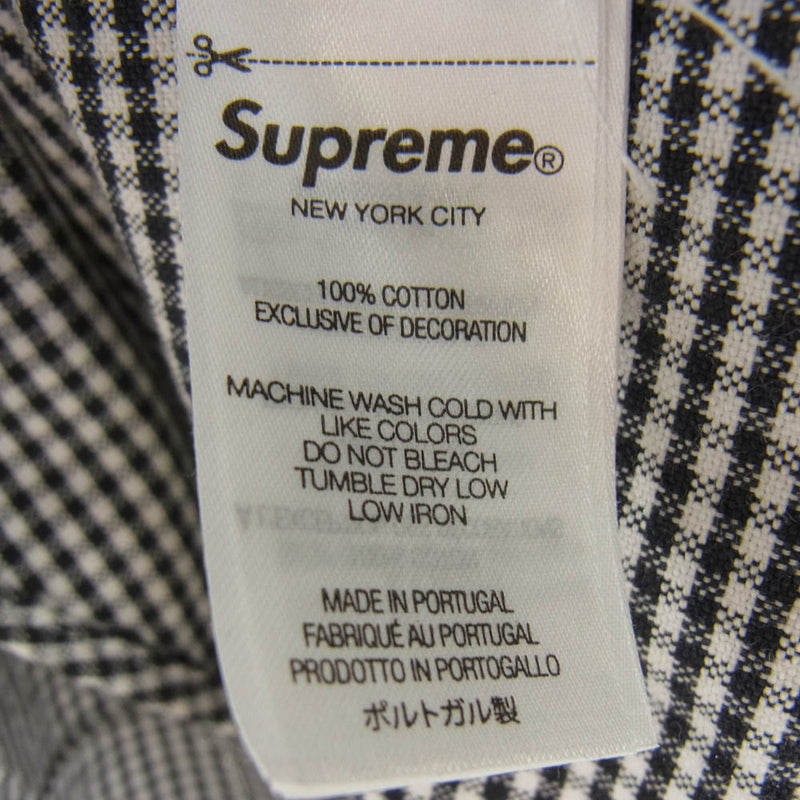 Supreme®
NEW YORK CITY
100% COTTON
EXCLUSIVE OF DECORATION
MACHINE WASH COLD WITH
LIKE COLORS
DO NOT BLEACH
TUMBLE DRY LOW
LOW IRON
MADE IN PORTUGAL
FABRIQUÉ AU PORTUGAL
PRODOTTO IN PORTOGALLO
ポルトガル製